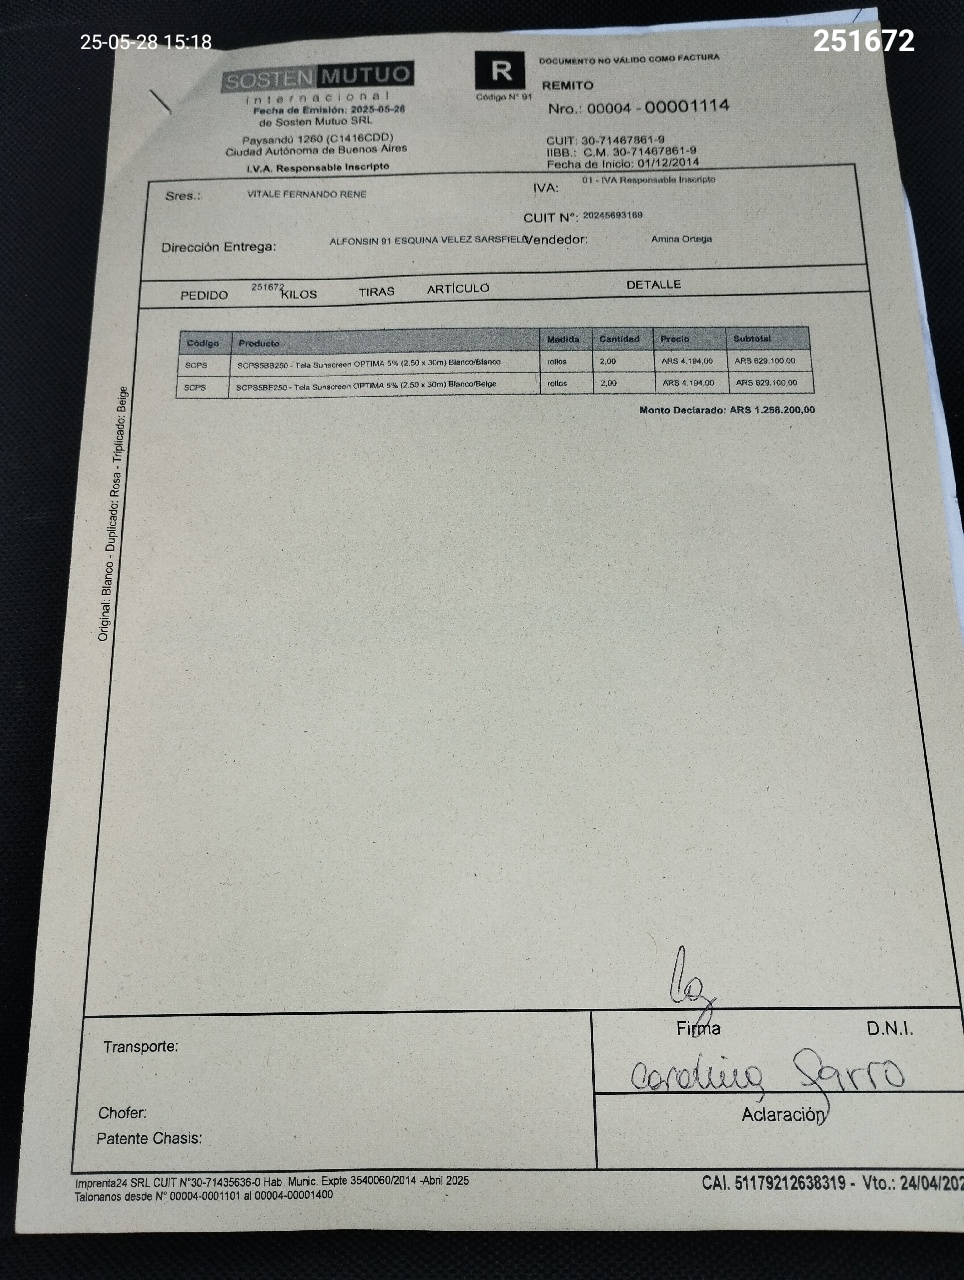 25-05-28 15:18
251672
SOSTEN MUTUO
internacional
Fecha de Emisión: 2025-05-26
de Sosten Mutuo SRL
Paysandú 1260 (C1416CDD)
Ciudad Autónoma de Buenos Aires
I.V.A. Responsable Inscripto
R
Código N° 91
DOCUMENTO NO VÁLIDO COMO FACTURA
REMITO
Nro.: 00004 - 00001114
CUIT: 30-71467861-9
IIBB.: C.M. 30-71467861-9
Fecha de Inicio: 01/12/2014
Sres.: VITALE FERNANDO RENE
IVA: 01 - IVA Responsable Inscripto
CUIT N°: 20245693169
Dirección Entrega: ALFONSIN 91 ESQUINA VELEZ SARSFIELD
Vendedor: Amina Ortega
PEDIDO 251672 KILOS TIRAS ARTÍCULO DETALLE
Código Producto Medida Cantidad Precio Subtotal
SCPS SCPS5BB250 - Tela Sunscreen OPTIMA 5% (2.50 x 30m) Blanco/Blanco rollos 2,00 ARS 4.194,00 ARS 629.100,00
SCPS SCPS5BE250 - Tela Sunscreen OPTIMA 5% (2.50 x 30m) Blanco/Beige rollos 2,00 ARS 4.194,00 ARS 629.100,00
Monto Declarado: ARS 1.258.200,00
Original: Blanco - Duplicado: Rosa - Triplicado: Beige
Firma D.N.I.
Carolina Sarro
Aclaración
Transporte:
Chofer:
Patente Chasis:
Imprenta24 SRL CUIT N°30-71435636-0 Hab. Munic. Expte 3540060/2014 -Abril 2025
Talonarios desde N° 00004-0001101 al 00004-00001400
CAI. 51179212638319 - Vto.: 24/04/202